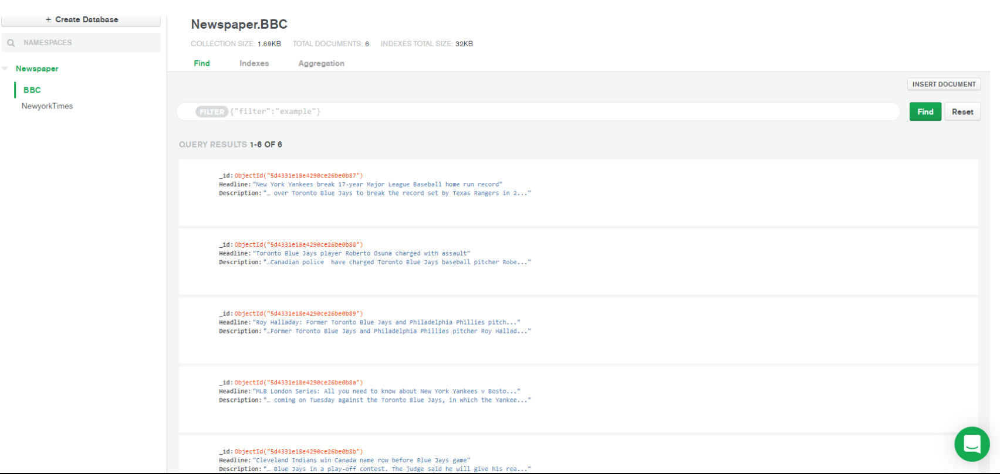 + Create Database
NAMESPACES
Newspaper
BBC
NewyorkTimes
Newspaper.BBC
COLLECTION SIZE: 1.69KB TOTAL DOCUMENTS: 6 INDEXES TOTAL SIZE: 32KB
Find Indexes Aggregation
INSERT DOCUMENT
FILTER {"filter":"example"}
Find Reset
QUERY RESULTS 1-6 OF 6
_id:ObjectId("5d4331e18e4290ce26be0b87")
Headline:"New York Yankees break 17-year Major League Baseball home run record"
Description:"… over Toronto Blue Jays to break the record set by Texas Rangers in 2..."
_id:ObjectId("5d4331e18e4290ce26be0b88")
Headline:"Toronto Blue Jays player Roberto Osuna charged with assault"
Description:"…Canadian police  have charged Toronto Blue Jays baseball pitcher Robe..."
_id:ObjectId("5d4331e18e4290ce26be0b89")
Headline:"Roy Halladay: Former Toronto Blue Jays and Philadelphia Phillies pitch..."
Description:"…Former Toronto Blue Jays and Philadelphia Phillies pitcher Roy Hallad..."
_id:ObjectId("5d4331e18e4290ce26be0b8a")
Headline:"MLB London Series: All you need to know about New York Yankees v Bosto..."
Description:"… coming on Tuesday against the Toronto Blue Jays, in which the Yankee..."
_id:ObjectId("5d4331e18e4290ce26be0b8b")
Headline:"Cleveland Indians win Canada name row before Blue Jays game"
Description:"… Blue Jays in a play-off contest. The judge said he will give his rea..."